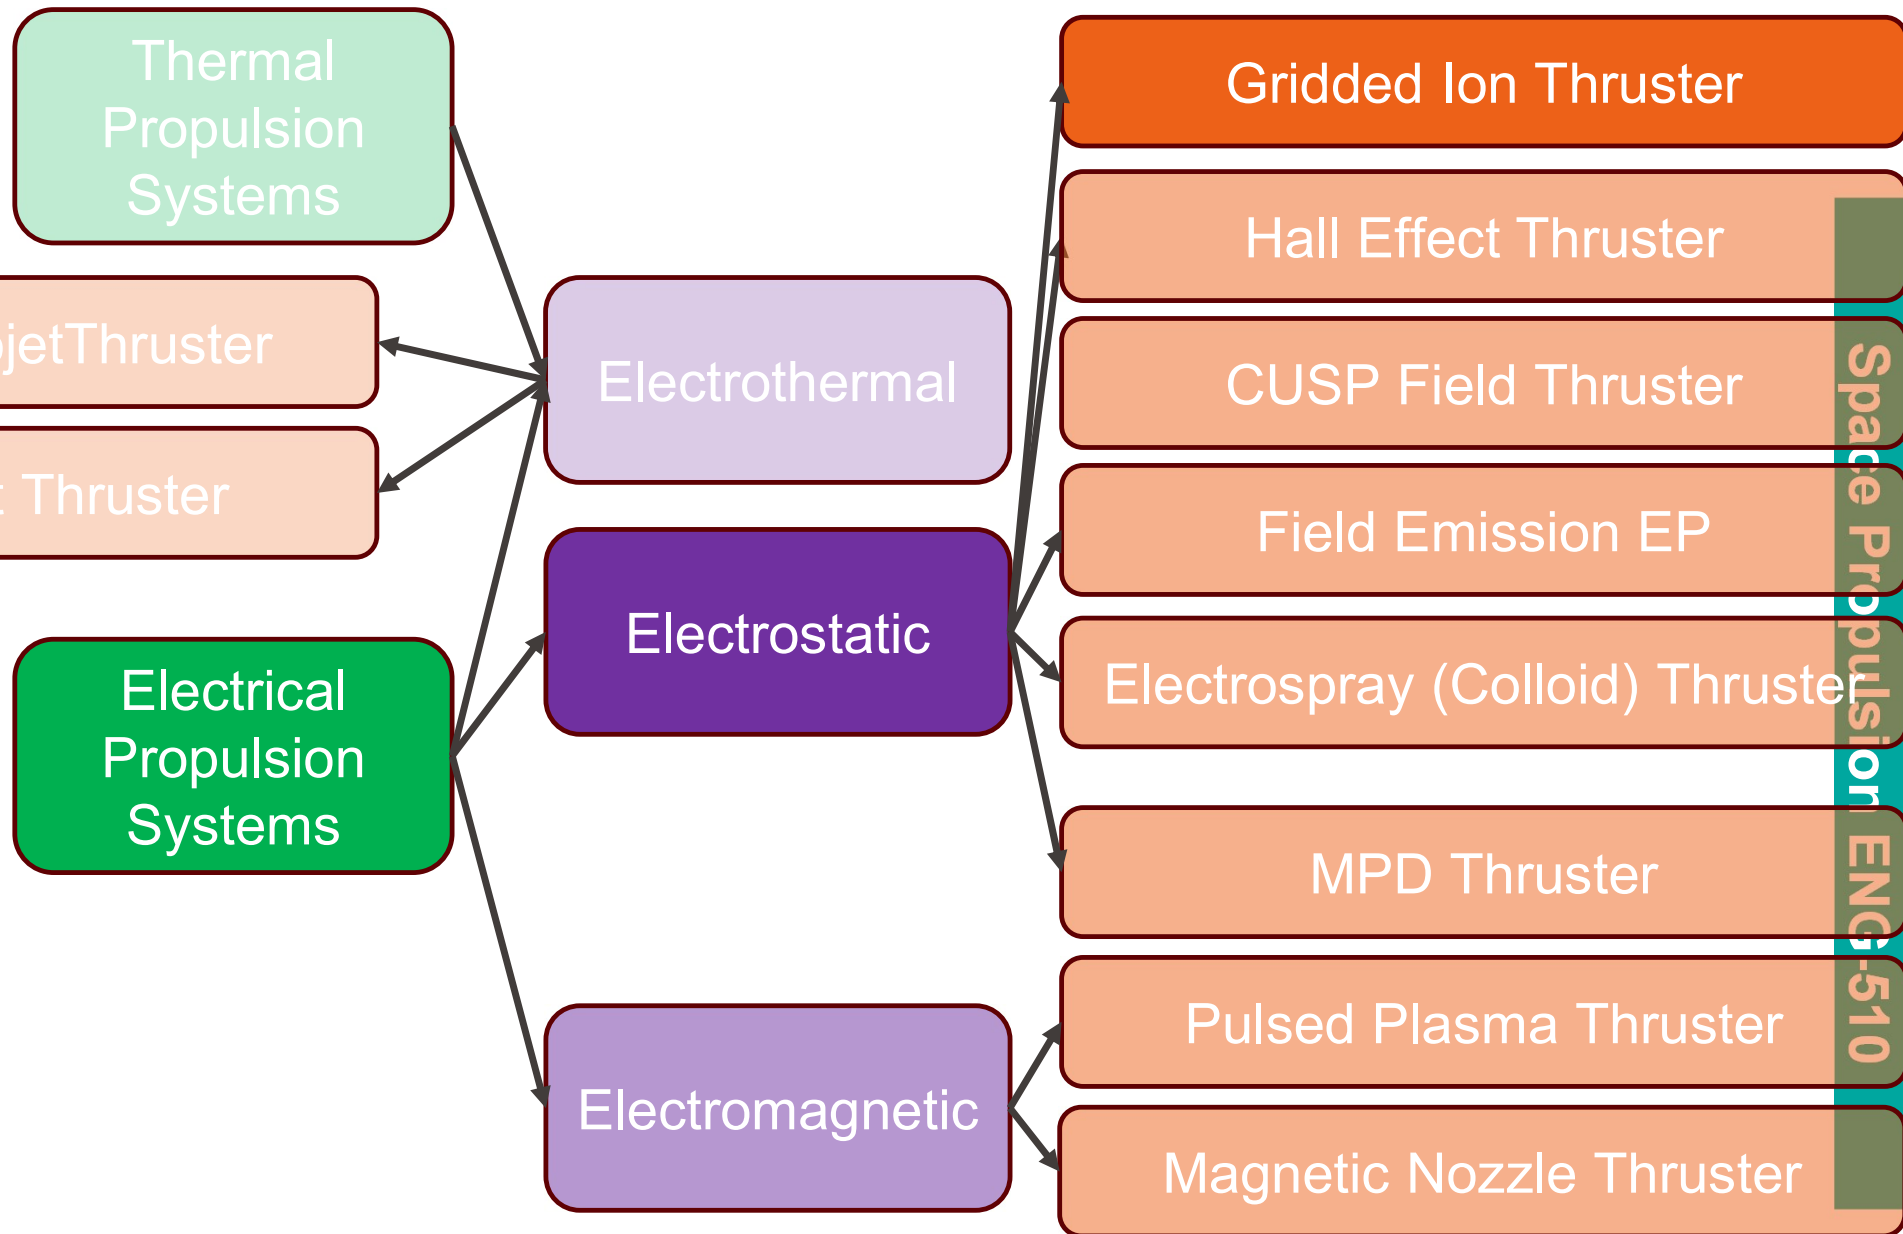 Thermal
Propulsion
Systems
jetThruster
Thruster
Electrical
Propulsion
Systems
Electrothermal
Electrostatic
Electromagnetic
Gridded Ion Thruster
Hall Effect Thruster
CUSP Field Thruster
Field Emission EP
Electrospray (Colloid) Thruster
MPD Thruster
Pulsed Plasma Thruster
Magnetic Nozzle Thruster
Space Propulsion ENG-510